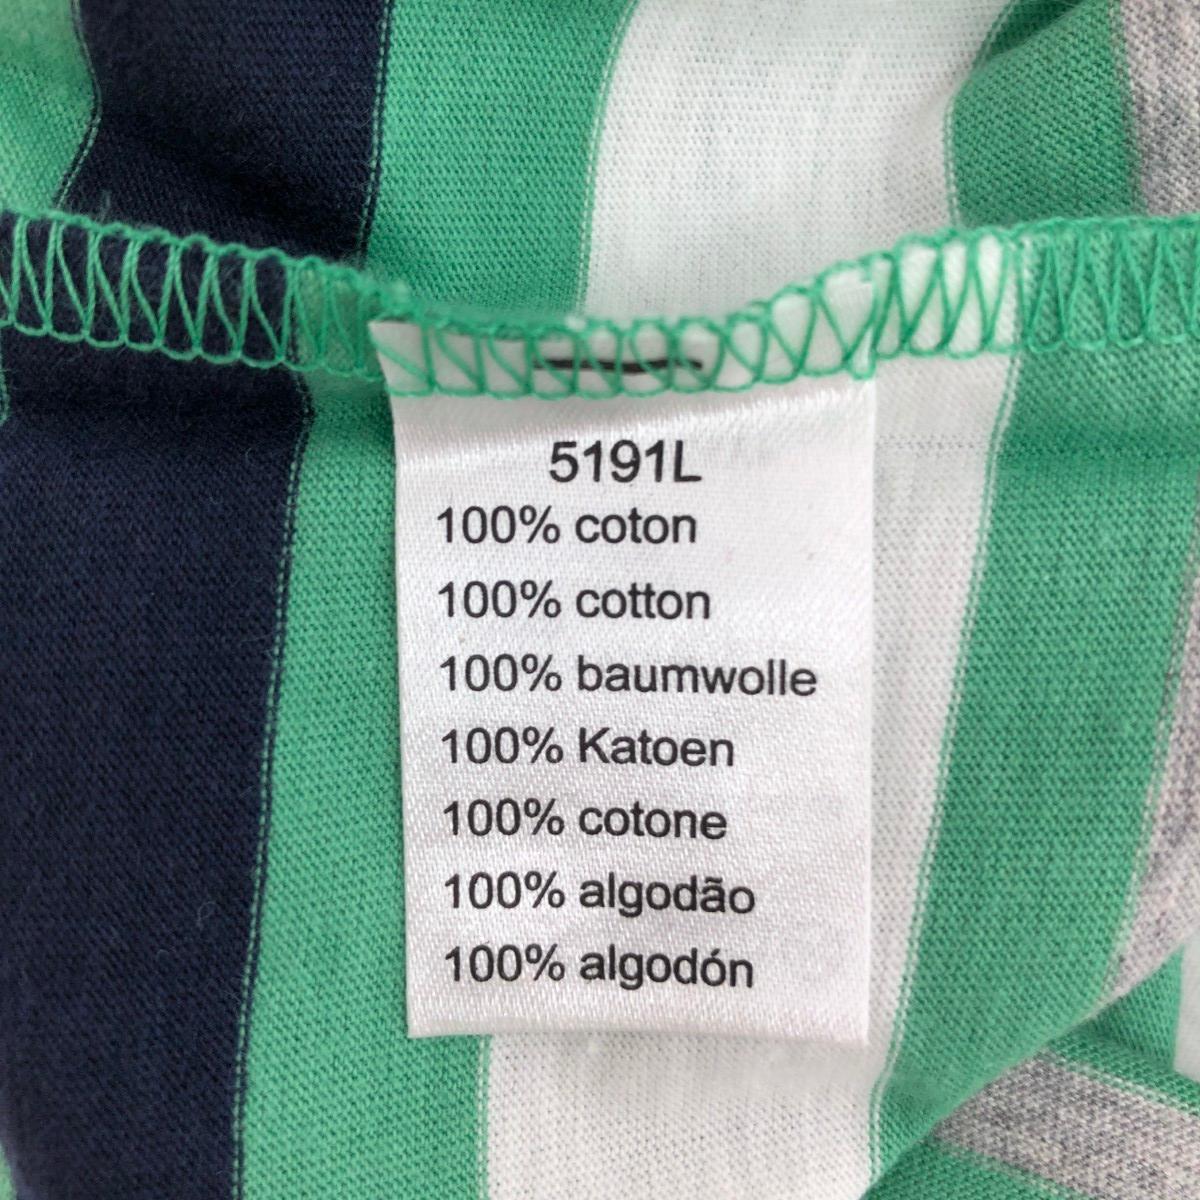 5191L
100% coton
100% cotton
100% baumwolle
100% Katoen
100% cotone
100% algodão
100% algodón